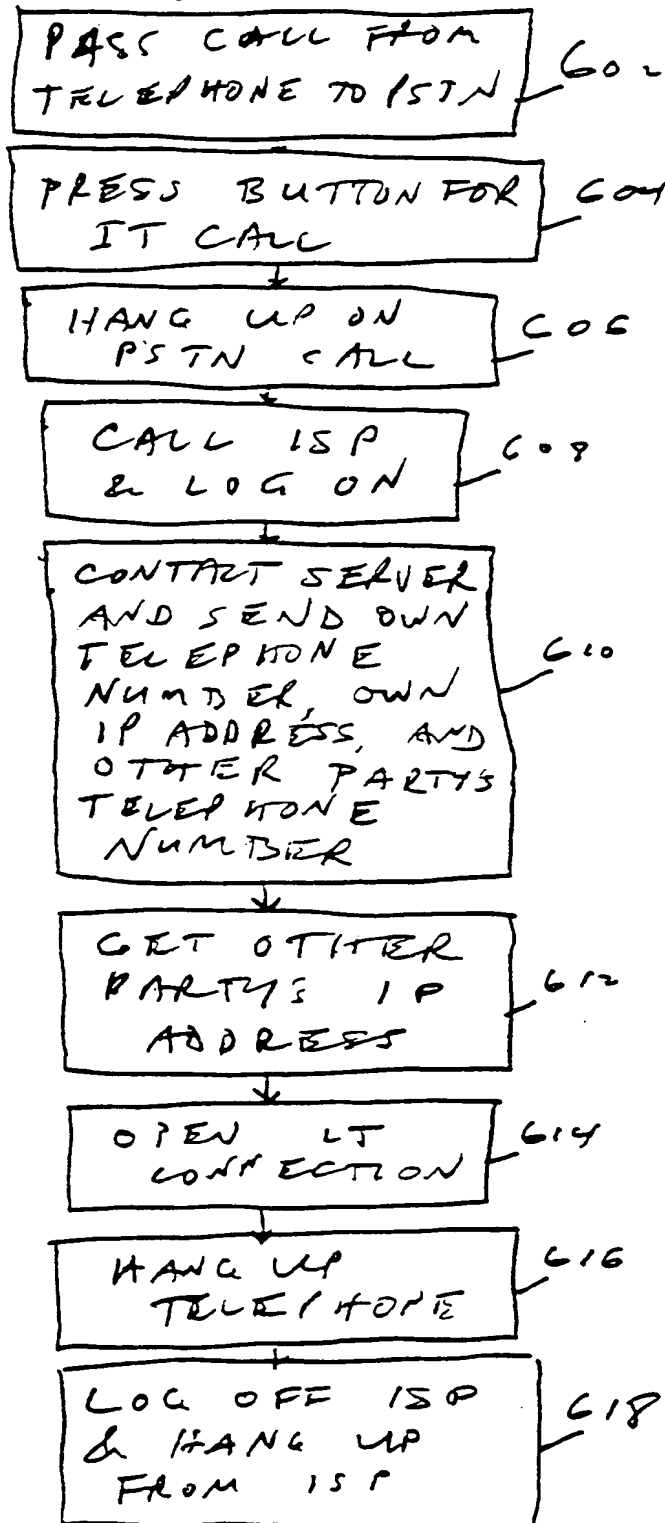 PASS CALL FROM
TELEPHONE TO PSTN
602
PRESS BUTTON FOR
IT CALL
604
HANG UP ON
PSTN CALL
606
CALL ISP
& LOG ON
608
CONTACT SERVER
AND SEND OWN
TELEPHONE
NUMBER, OWN
IP ADDRESS, AND
OTHER PARTY'S
TELEPHONE
NUMBER
610
GET OTHER
PARTY'S IP
ADDRESS
612
OPEN IT
CONNECTION
614
HANG UP
TELEPHONE
616
LOG OFF ISP
& HANG UP
FROM ISP
618